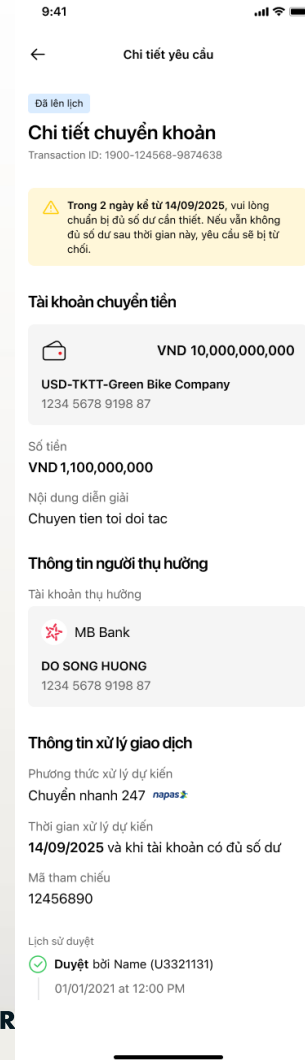 9:41
Chi tiết yêu cầu
Đã lên lịch
Chi tiết chuyển khoản
Transaction ID: 1900-124568-9874638
Trong 2 ngày kể từ 14/09/2025, vui lòng
chuẩn bị đủ số dư cần thiết. Nếu vẫn không
đủ số dư sau thời gian này, yêu cầu sẽ bị từ
chối.
Tài khoản chuyển tiền
VND 10,000,000,000
USD-TKTT-Green Bike Company
1234 5678 9198 87
Số tiền
VND 1,100,000,000
Nội dung diễn giải
Chuyen tien toi doi tac
Thông tin người thụ hưởng
Tài khoản thụ hưởng
MB Bank
DO SONG HUONG
1234 5678 9198 87
Thông tin xử lý giao dịch
Phương thức xử lý dự kiến
Chuyển nhanh 247 napas
Thời gian xử lý dự kiến
14/09/2025 và khi tài khoản có đủ số dư
Mã tham chiếu
12456890
Lịch sử duyệt
Duyệt bởi Name (U3321131)
01/01/2021 at 12:00 PM
R